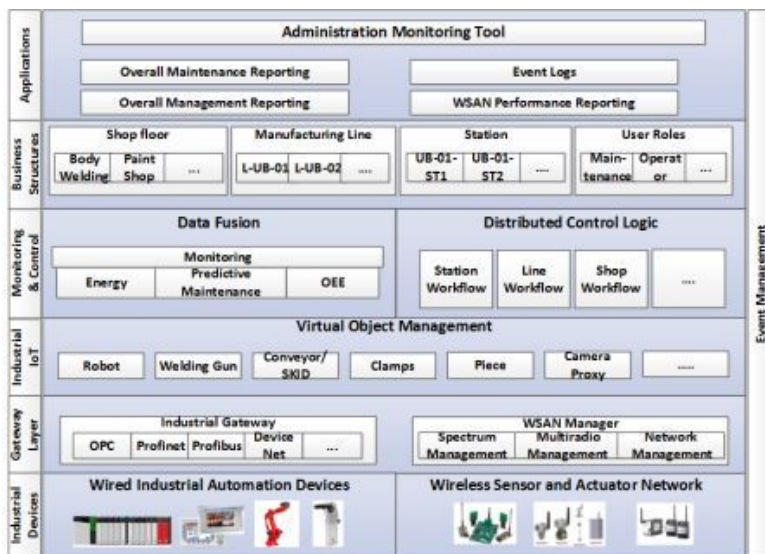 Applications
Administration Monitoring Tool
Overall Maintenance Reporting
Event Logs
Overall Management Reporting
WSAN Performance Reporting
Business
Structures
Shop floor
Body
Welding
Paint
Shop
....
Manufacturing Line
L-UB-01
L-UB-02
....
Station
UB-01-
ST1
UB-01-
ST2
....
User Roles
Main-
tenance
Operat
or
...
Monitoring
& Control
Data Fusion
Monitoring
Energy
Predictive
Maintenance
OEE
Distributed Control Logic
Station
Workflow
Line
Workflow
Shop
Workflow
....
Industrial
IoT
Virtual Object Management
Robot
Welding Gun
Conveyor/
SKID
Clamps
Piece
Camera
Proxy
.....
Gateway
Layer
Industrial Gateway
OPC
Profinet
Profibus
Device
Net
...
WSAN Manager
Spectrum
Management
Multiradio
Management
Network
Management
Industrial
Devices
Wired Industrial Automation Devices
Wireless Sensor and Actuator Network
Event Management